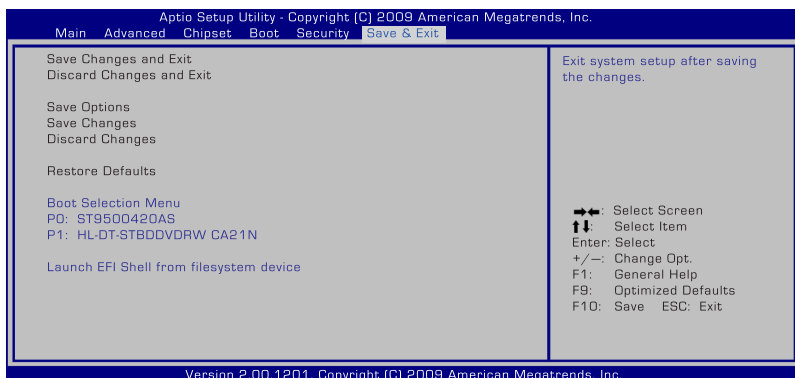 Aptio Setup Utility - Copyright (C) 2009 American Megatrends, Inc.
Main Advanced Chipset Boot Security Save & Exit
Save Changes and Exit
Discard Changes and Exit
Save Options
Save Changes
Discard Changes
Restore Defaults
Boot Selection Menu
P0: ST9500420AS
P1: HL-DT-STBDDVDRW CA21N
Launch EFI Shell from filesystem device
Exit system setup after saving
the changes.
→←: Select Screen
↑↓: Select Item
Enter: Select
+/—: Change Opt.
F1: General Help
F9: Optimized Defaults
F10: Save ESC: Exit
Version 2.00.1201. Copyright (C) 2009 American Megatrends, Inc.